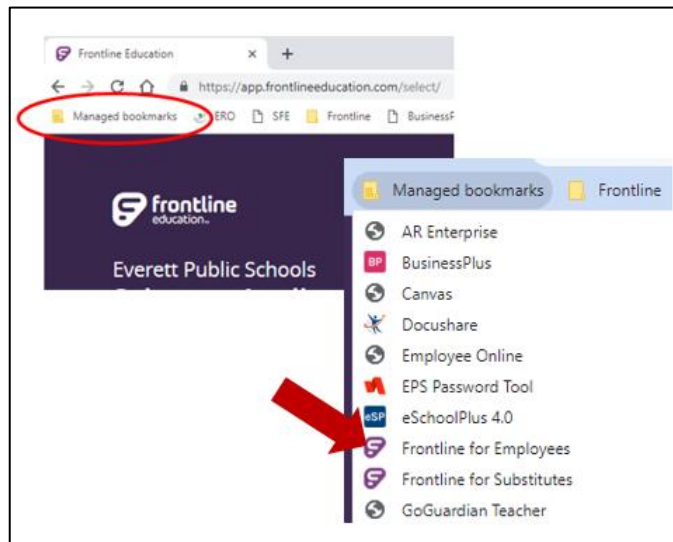 Frontline Education
https://app.frontlineeducation.com/select/
Managed bookmarks ERO SFE Frontline
frontline
education
Everett Public Schools
Managed bookmarks Frontline
AR Enterprise
BP BusinessPlus
Canvas
Docushare
Employee Online
EPS Password Tool
eSP eSchoolPlus 4.0
Frontline for Employees
Frontline for Substitutes
GoGuardian Teacher